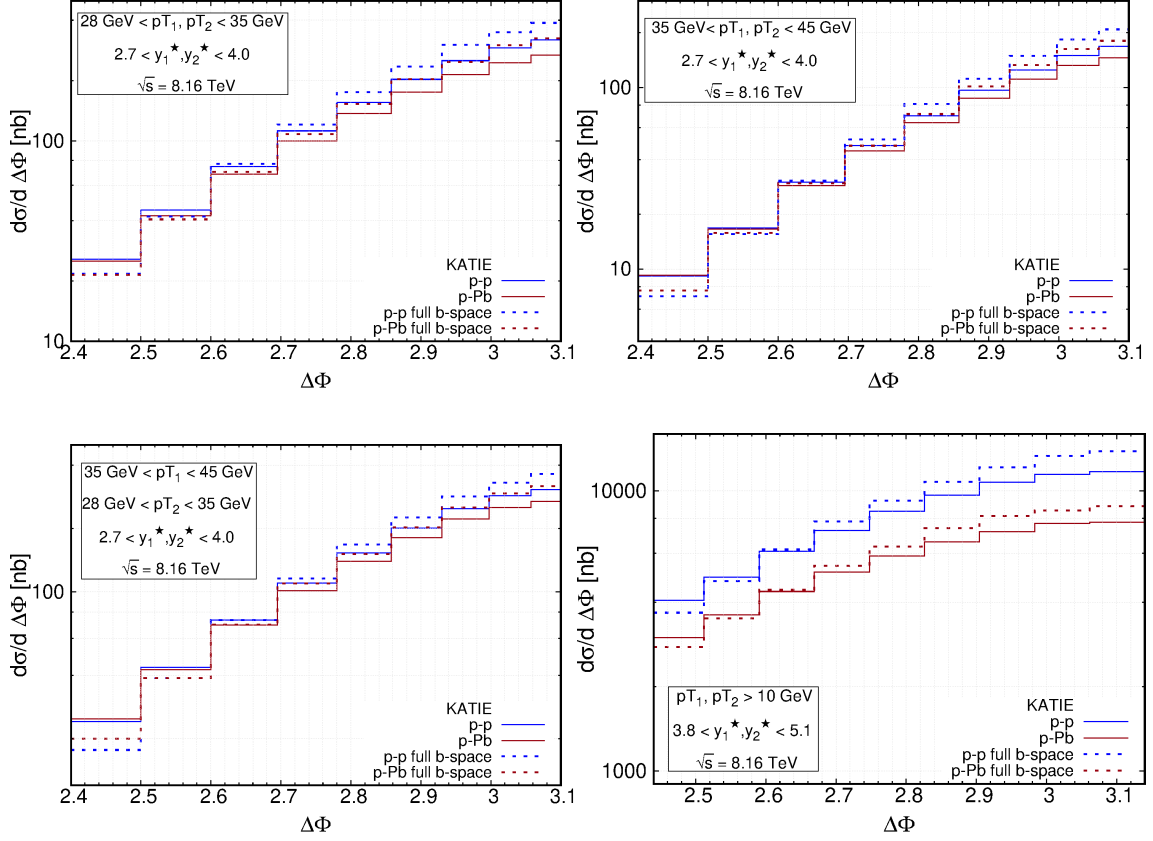 28 GeV < pT₁, pT₂ < 35 GeV
2.7 < y₁★,y₂★ < 4.0
√s = 8.16 TeV
dσ/d ΔΦ [nb]
100
10
KATIE
p-p
p-Pb
p-p full b-space
p-Pb full b-space
2.4 2.5 2.6 2.7 2.8 2.9 3 3.1
ΔΦ
35 GeV< pT₁, pT₂ < 45 GeV
2.7 < y₁★,y₂★ < 4.0
√s = 8.16 TeV
dσ/d ΔΦ [nb]
100
10
KATIE
p-p
p-Pb
p-p full b-space
p-Pb full b-space
2.4 2.5 2.6 2.7 2.8 2.9 3 3.1
ΔΦ
35 GeV < pT₁ < 45 GeV
28 GeV < pT₂ < 35 GeV
2.7 < y₁★,y₂★ < 4.0
√s = 8.16 TeV
dσ/d ΔΦ [nb]
100
KATIE
p-p
p-Pb
p-p full b-space
p-Pb full b-space
2.4 2.5 2.6 2.7 2.8 2.9 3 3.1
ΔΦ
dσ/d ΔΦ [nb]
10000
1000
pT₁, pT₂ > 10 GeV
3.8 < y₁★,y₂★ < 5.1
√s = 8.16 TeV
KATIE
p-p
p-Pb
p-p full b-space
p-Pb full b-space
2.5 2.6 2.7 2.8 2.9 3 3.1
ΔΦ